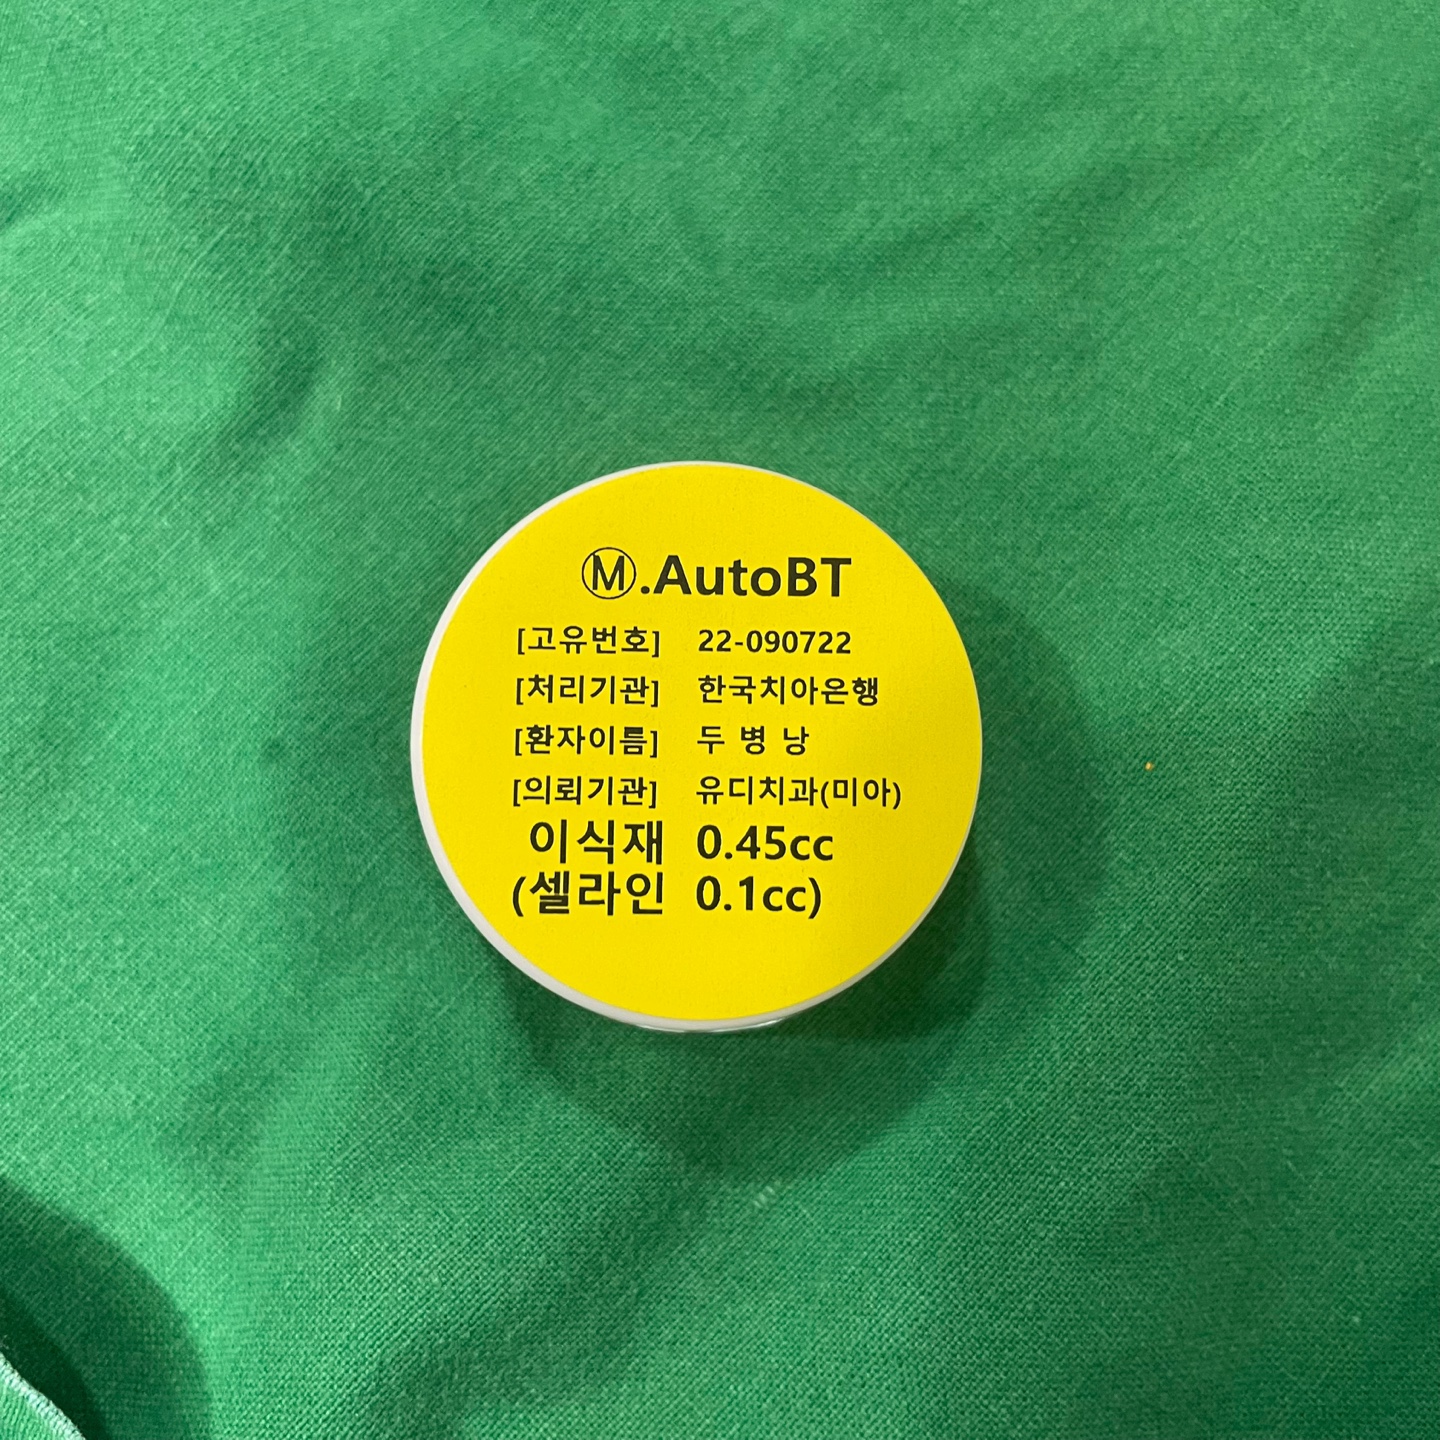 Ⓜ.AutoBT
[고유번호] 22-090722
[처리기관] 한국치아은행
[환자이름] 두 병 낭
[의뢰기관] 유디치과(미아)
이식재 0.45cc
(셀라인 0.1cc)